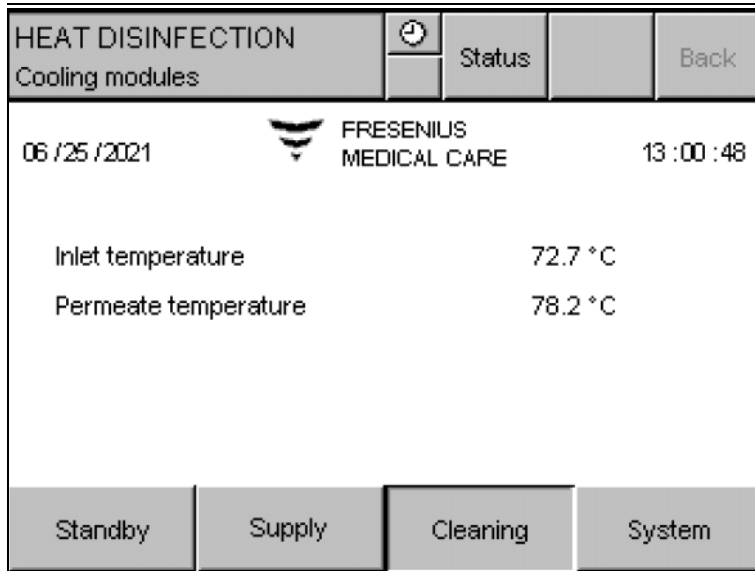 HEAT DISINFECTION
Cooling modules
Status
Back
06 /25 /2021
FRESENIUS
MEDICAL CARE
13 :00 :48
Inlet temperature 72.7 °C
Permeate temperature 78.2 °C
Standby
Supply
Cleaning
System